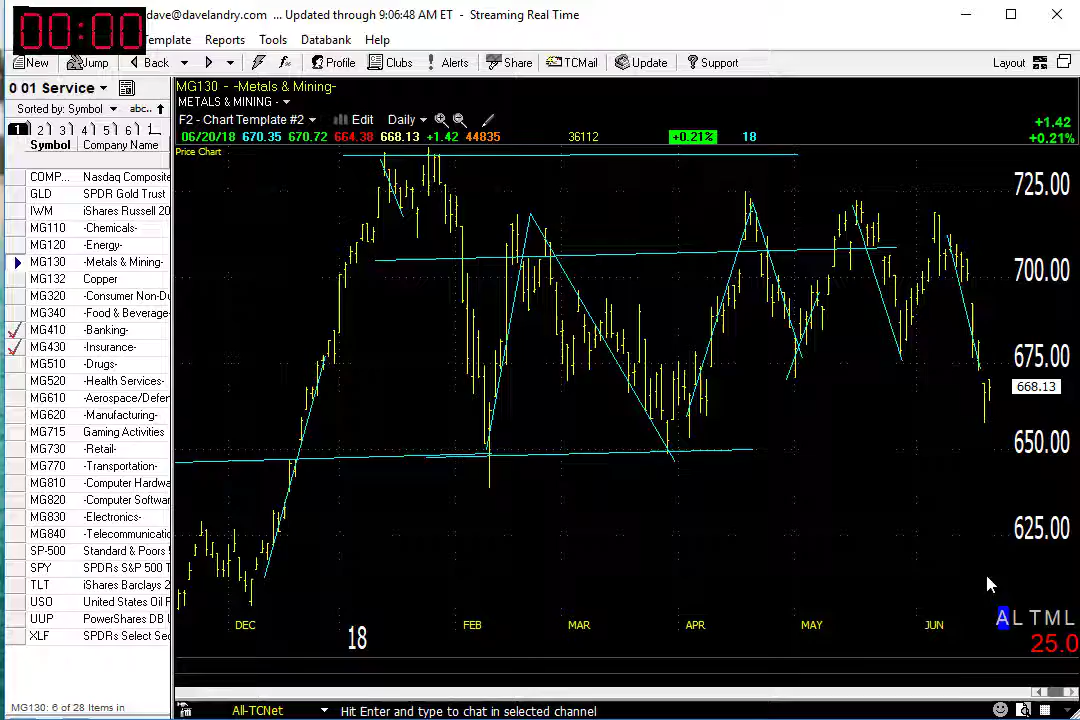 00:00
dave@davelandry.com ... Updated through 9:06:48 AM ET - Streaming Real Time
Template Reports Tools Databank Help
New Jump Back Profile Clubs Alerts Share TCMail Update Support Layout
0 01 Service
Sorted by: Symbol abc..
1 2 3 4 5 6
Symbol Company Name
COMP... Nasdaq Composite
GLD SPDR Gold Trust
IWM iShares Russell 20
MG110 -Chemicals-
MG120 -Energy-
MG130 -Metals & Mining-
MG132 Copper
MG320 -Consumer Non-Du
MG340 -Food & Beverage-
MG410 -Banking-
MG430 -Insurance-
MG510 -Drugs-
MG520 -Health Services-
MG610 -Aerospace/Defen
MG620 -Manufacturing-
MG715 Gaming Activities
MG730 -Retail-
MG770 -Transportation-
MG810 -Computer Hardwa
MG820 -Computer Softwar
MG830 -Electronics-
MG840 -Telecommunicatio
SP-500 Standard & Poors
SPY SPDRs S&P 500 T
TLT iShares Barclays 2
USO United States Oil F
UUP PowerShares DB U
XLF SPDRs Select Sec
MG130: 6 of 28 Items in
MG130 - -Metals & Mining-
METALS & MINING -
F2 - Chart Template #2 Edit Daily
06/20/18 670.35 670.72 664.38 668.13 +1.42 44835 36112 +0.21% 18
+1.42
+0.21%
Price Chart
725.00
700.00
675.00
668.13
650.00
625.00
DEC 18 FEB MAR APR MAY JUN
A L T M L
25.0
All-TCNet Hit Enter and type to chat in selected channel